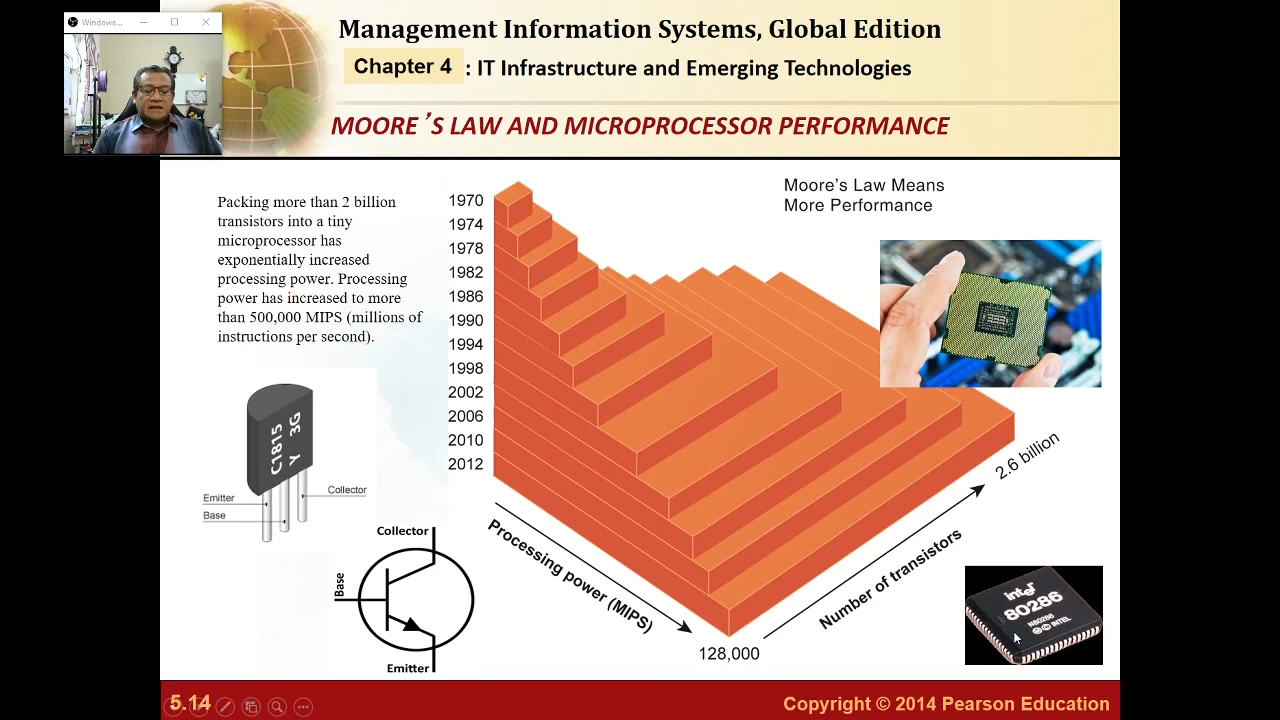 Windowe...
Management Information Systems, Global Edition
Chapter 4 : IT Infrastructure and Emerging Technologies
MOORE’S LAW AND MICROPROCESSOR PERFORMANCE
Packing more than 2 billion
transistors into a tiny
microprocessor has
exponentially increased
processing power. Processing
power has increased to more
than 500,000 MIPS (millions of
instructions per second).
1970
1974
1978
1982
1986
1990
1994
1998
2002
2006
2010
2012
Moore’s Law Means
More Performance
C1815
Y 3G
Emitter
Base
Collector
Collector
Base
Emitter
Processing power (MIPS)
128,000
Number of transistors
2.6 billion
intel
80286
N80286
©INTEL
5.14
Copyright © 2014 Pearson Education